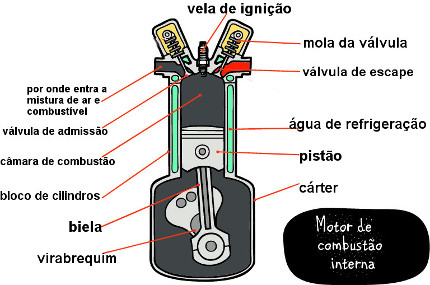 vela de ignição
mola da válvula
válvula de escape
por onde entra a
mistura de ar e
combustível
válvula de admissão
água de refrigeração
câmara de combustão
pistão
bloco de cilindros
cárter
biela
virabrequim
Motor de
combustão
interna